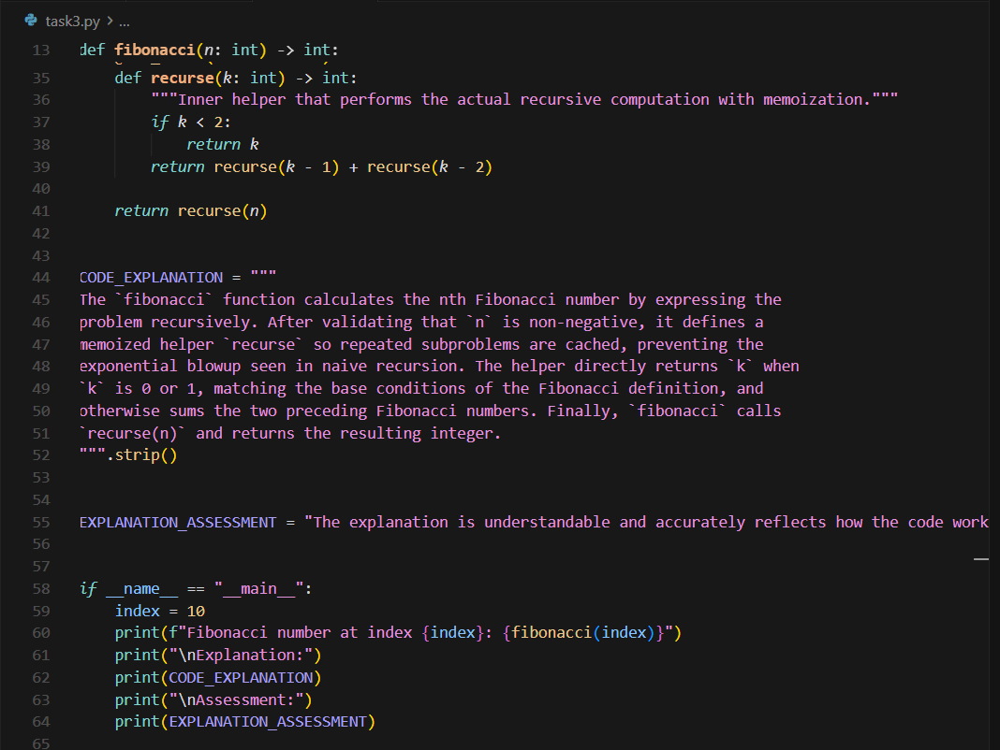 task3.py > ...
13 def fibonacci(n: int) -> int:
35     def recurse(k: int) -> int:
36         """Inner helper that performs the actual recursive computation with memoization."""
37         if k < 2:
38             return k
39         return recurse(k - 1) + recurse(k - 2)
40
41     return recurse(n)
42
43
44 CODE_EXPLANATION = """
45 The `fibonacci` function calculates the nth Fibonacci number by expressing the
46 problem recursively. After validating that `n` is non-negative, it defines a
47 memoized helper `recurse` so repeated subproblems are cached, preventing the
48 exponential blowup seen in naive recursion. The helper directly returns `k` when
49 `k` is 0 or 1, matching the base conditions of the Fibonacci definition, and
50 otherwise sums the two preceding Fibonacci numbers. Finally, `fibonacci` calls
51 `recurse(n)` and returns the resulting integer.
52 """.strip()
53
54
55 EXPLANATION_ASSESSMENT = "The explanation is understandable and accurately reflects how the code work
56
57
58 if __name__ == "__main__":
59     index = 10
60     print(f"Fibonacci number at index {index}: {fibonacci(index)}")
61     print("\nExplanation:")
62     print(CODE_EXPLANATION)
63     print("\nAssessment:")
64     print(EXPLANATION_ASSESSMENT)
65